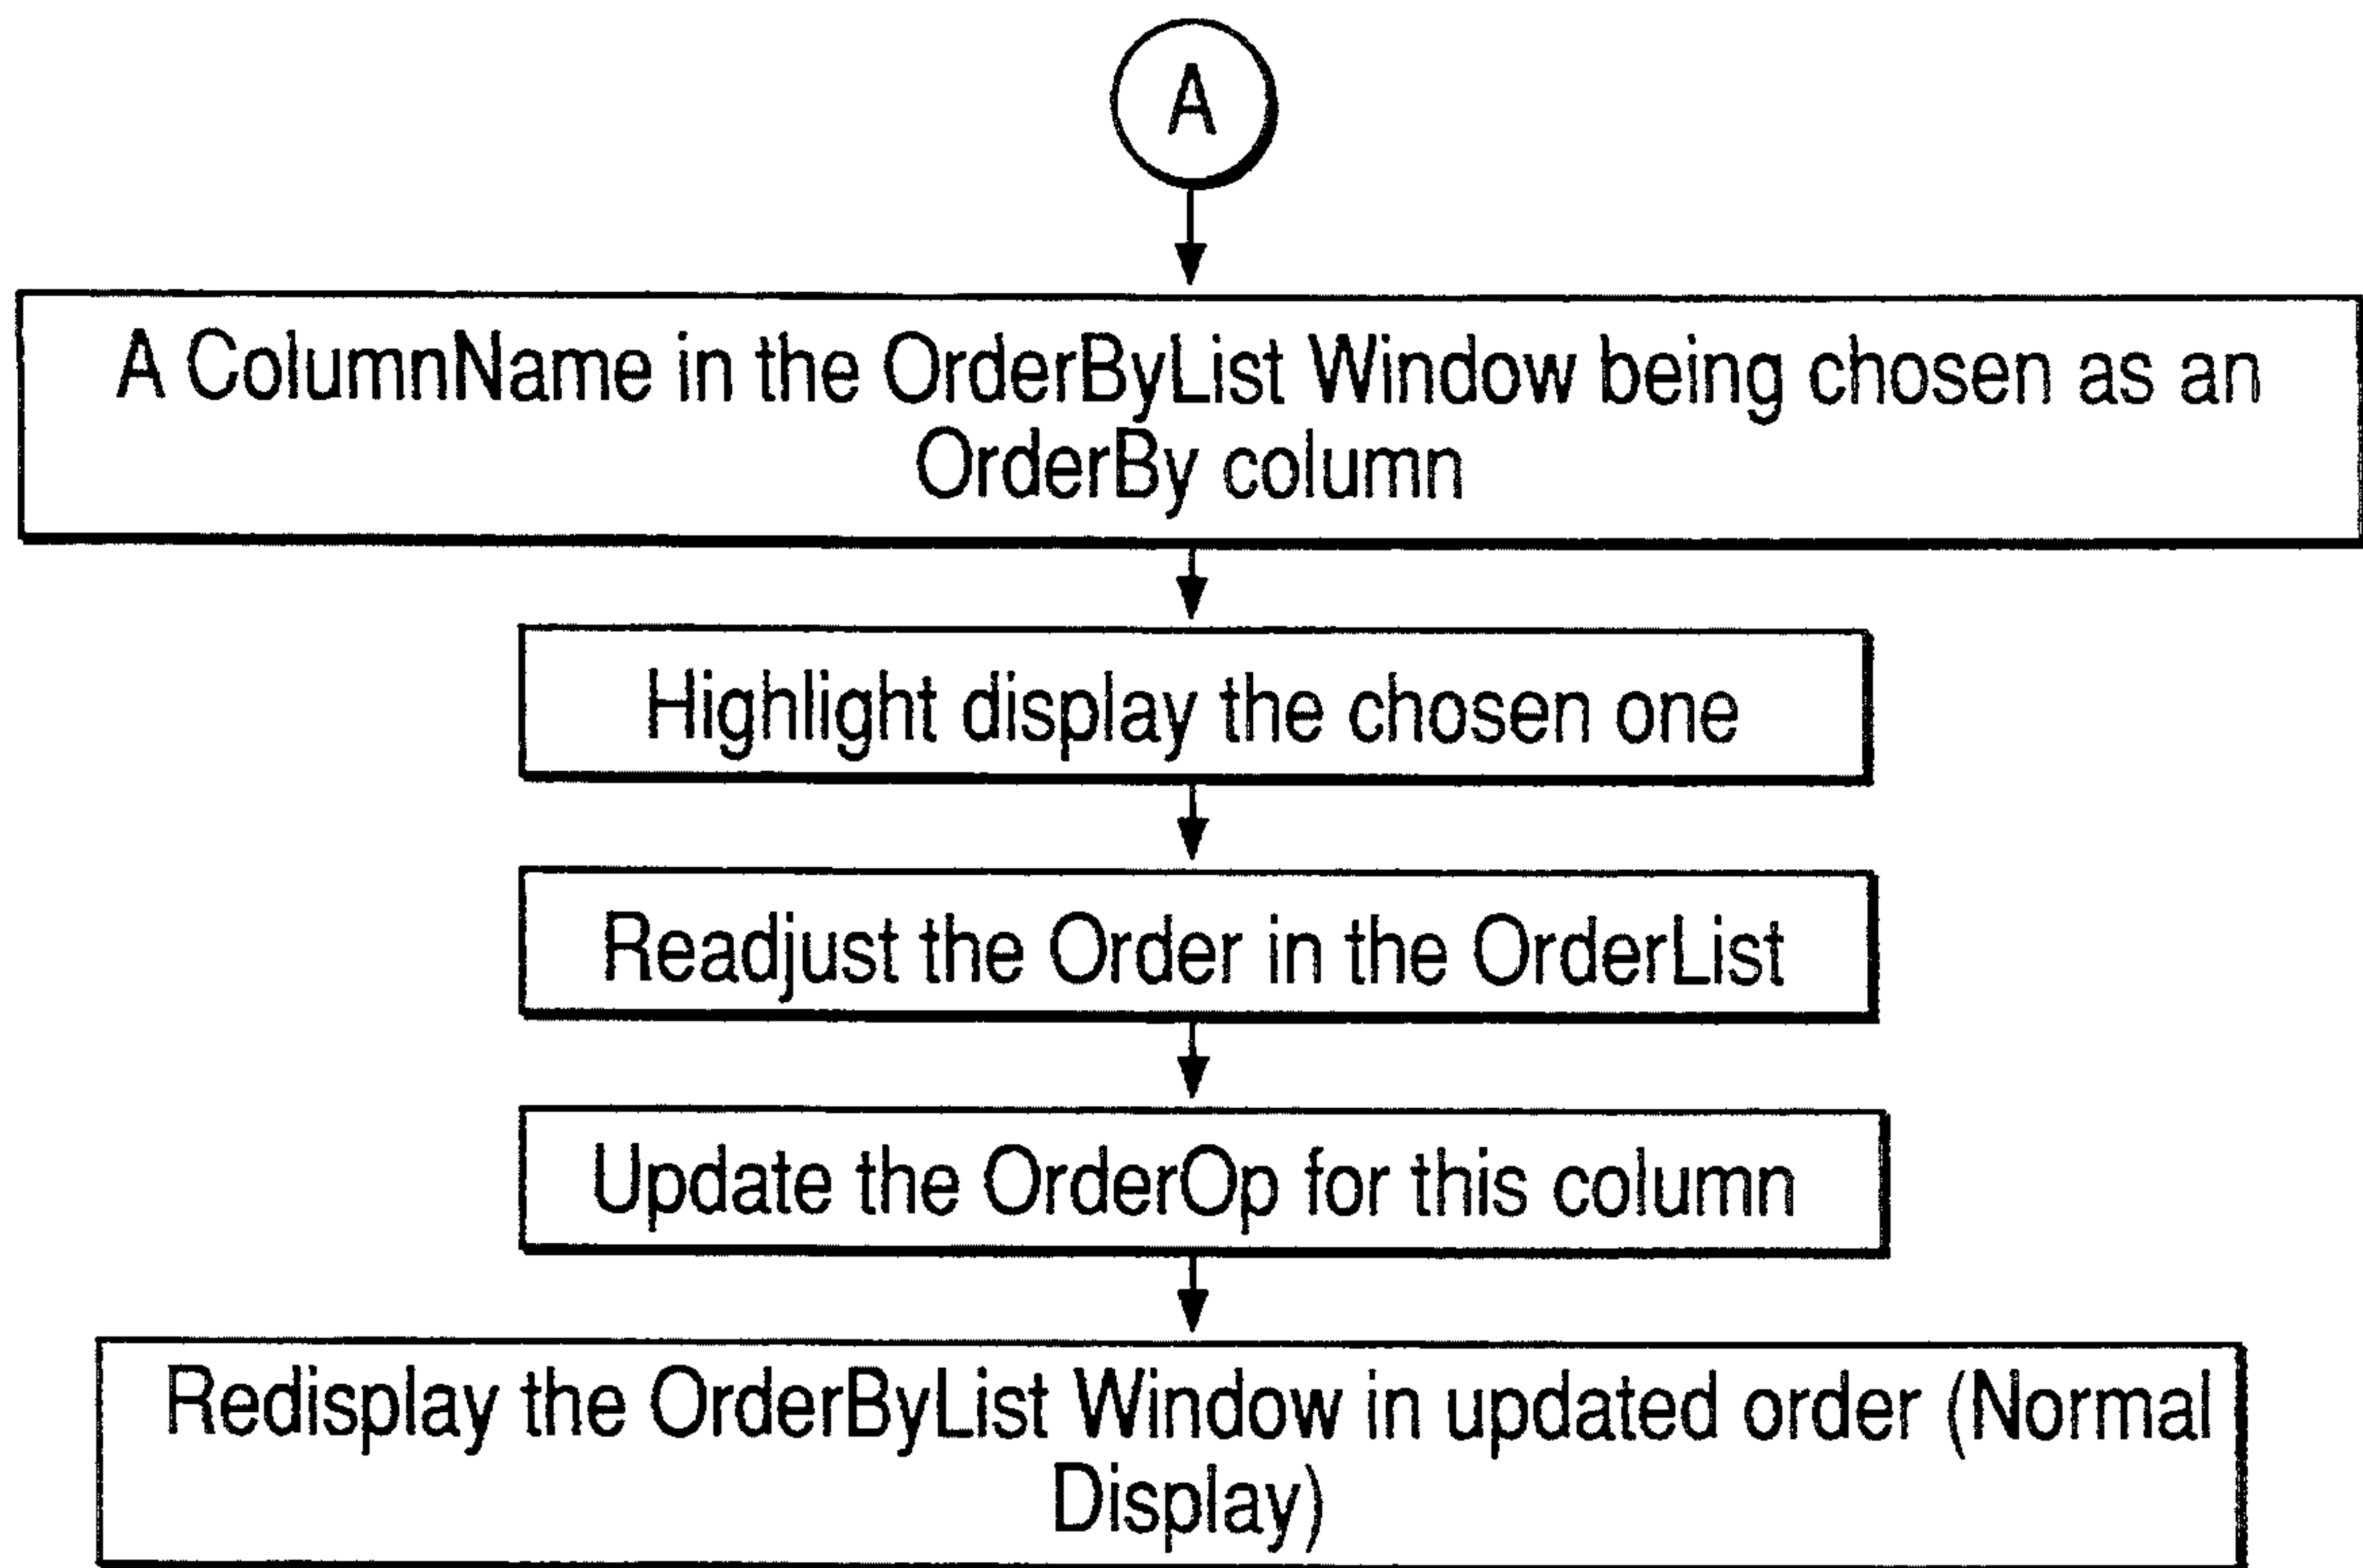 A
A ColumnName in the OrderByList Window being chosen as an
OrderBy column
Highlight display the chosen one
Readjust the Order in the OrderList
Update the OrderOp for this column
Redisplay the OrderByList Window in updated order (Normal
Display)